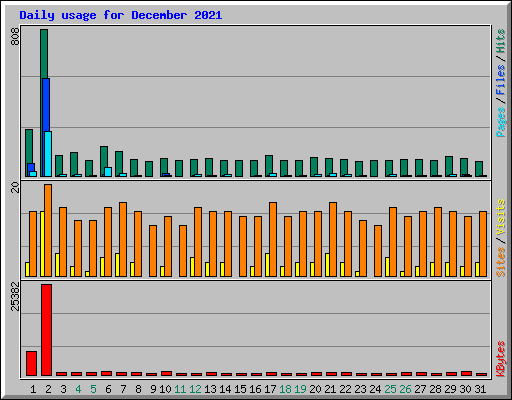 Daily usage for December 2021
808
Pages / Files / Hits
20
Sites / Visits
25382
KBytes
1 2 3 4 5 6 7 8 9 10 11 12 13 14 15 16 17 18 19 20 21 22 23 24 25 26 27 28 29 30 31